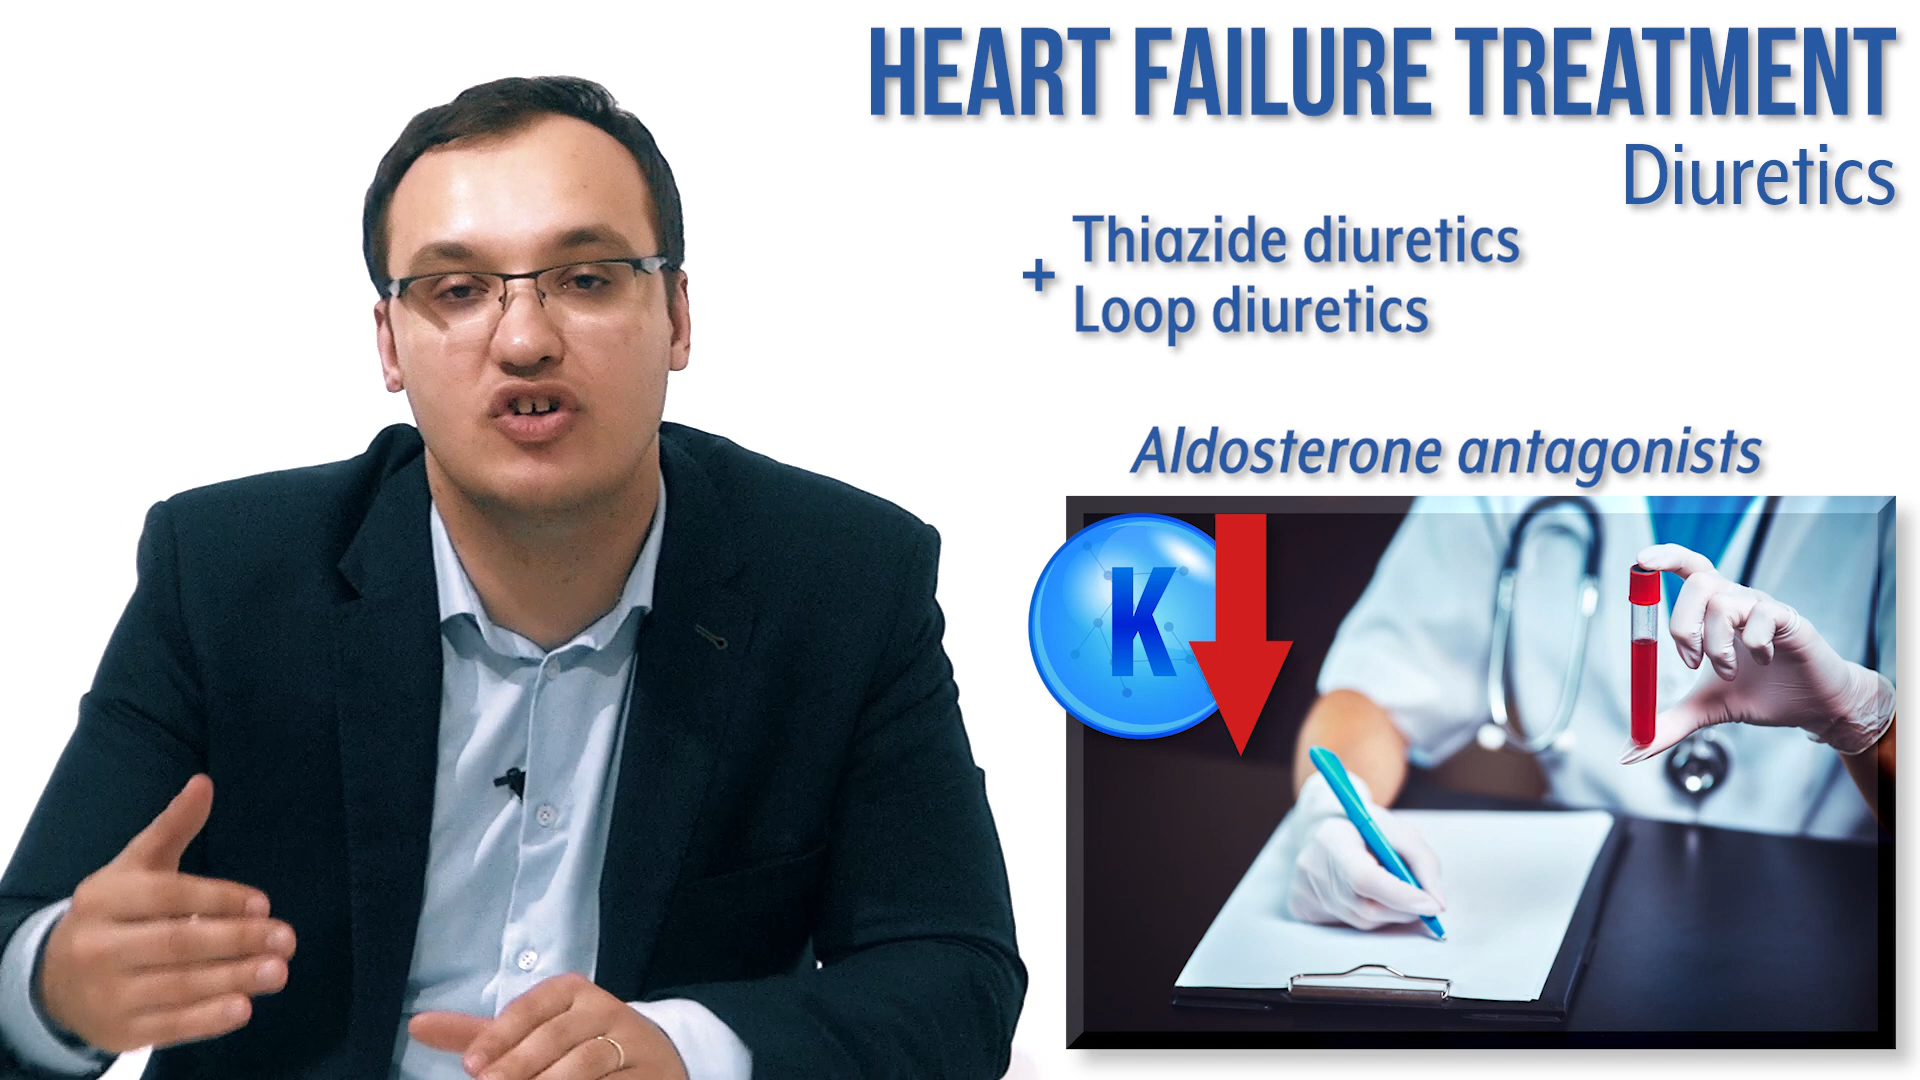 HEART FAILURE TREATMENT
Diuretics
+ Thiazide diuretics
Loop diuretics
Aldosterone antagonists
K